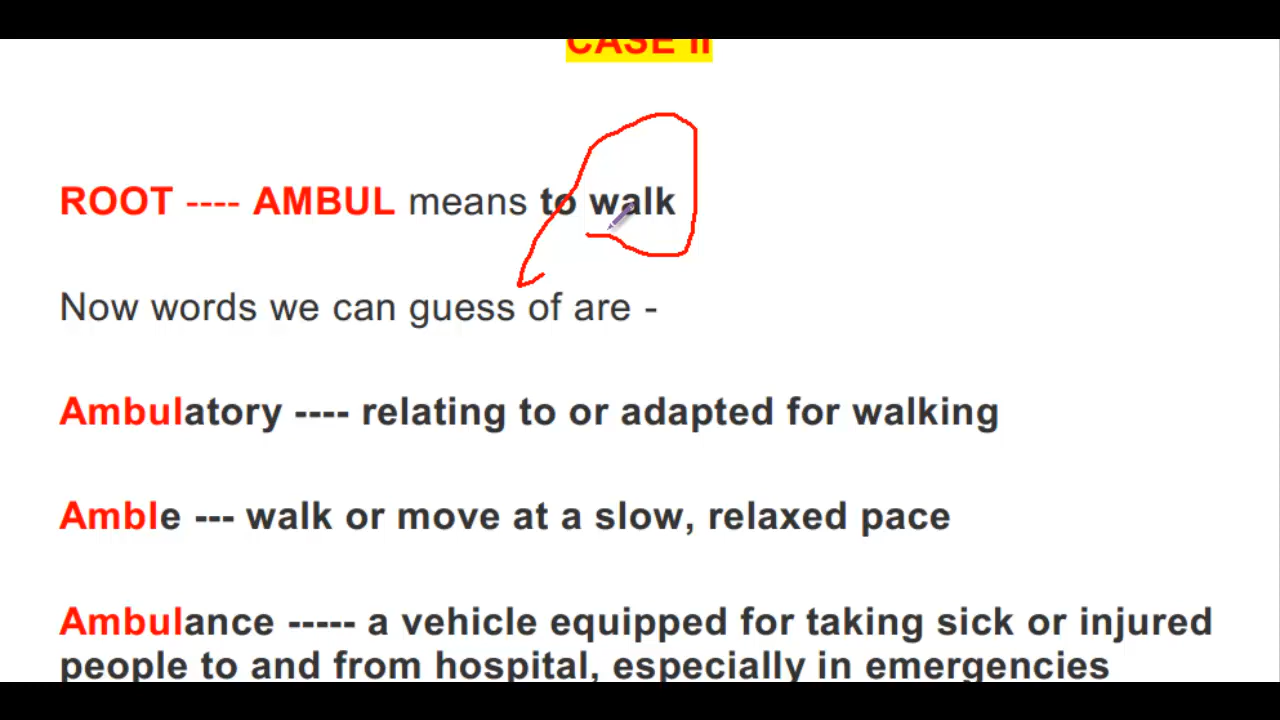 CASE II
ROOT ---- AMBUL means to walk
Now words we can guess of are -
Ambulatory ---- relating to or adapted for walking
Amble --- walk or move at a slow, relaxed pace
Ambulance ----- a vehicle equipped for taking sick or injured
people to and from hospital, especially in emergencies